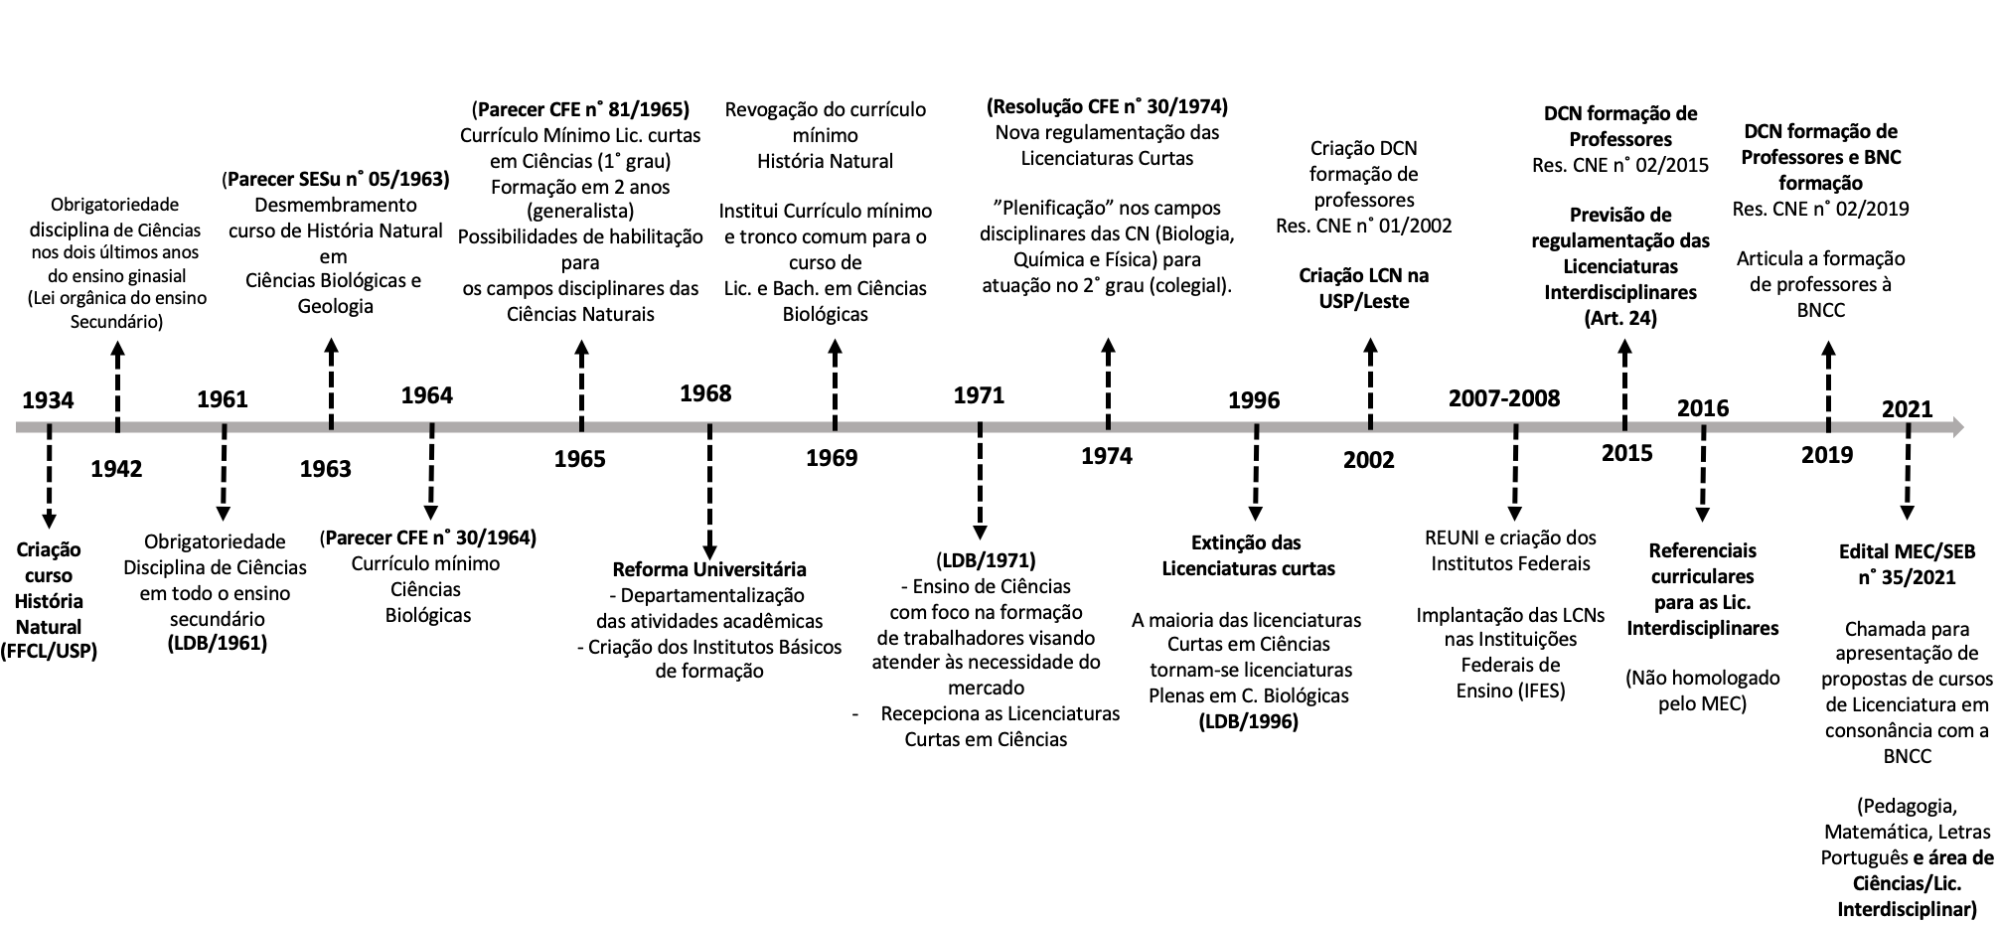 1934
Criação
curso
História
Natural
(FFCL/USP)
Obrigatoriedade
disciplina de Ciências
nos dois últimos anos
do ensino ginasial
(Lei orgânica do ensino
Secundário)
1942
1961
Obrigatoriedade
Disciplina de Ciências
em todo o ensino
secundário
(LDB/1961)
(Parecer SESu n˚ 05/1963)
Desmembramento
curso de História Natural
em
Ciências Biológicas e
Geologia
1963
1964
(Parecer CFE n˚ 30/1964)
Currículo mínimo
Ciências
Biológicas
(Parecer CFE n˚ 81/1965)
Currículo Mínimo Lic. curtas
em Ciências (1˚ grau)
Formação em 2 anos
(generalista)
Possibilidades de habilitação
para
os campos disciplinares das
Ciências Naturais
1965
1968
Reforma Universitária
- Departamentalização
das atividades acadêmicas
- Criação dos Institutos Básicos
de formação
Revogação do currículo
mínimo
História Natural
Institui Currículo mínimo
e tronco comum para o
curso de
Lic. e Bach. em Ciências
Biológicas
1969
1971
(LDB/1971)
- Ensino de Ciências
com foco na formação
de trabalhadores visando
atender às necessidade do
mercado
- Recepciona as Licenciaturas
Curtas em Ciências
(Resolução CFE n˚ 30/1974)
Nova regulamentação das
Licenciaturas Curtas
”Plenificação” nos campos
disciplinares das CN (Biologia,
Química e Física) para
atuação no 2˚ grau (colegial).
1974
1996
Extinção das
Licenciaturas curtas
A maioria das licenciaturas
Curtas em Ciências
tornam-se licenciaturas
Plenas em C. Biológicas
(LDB/1996)
Criação DCN
formação de
professores
Res. CNE n˚ 01/2002
Criação LCN na
USP/Leste
2002
2007-2008
REUNI e criação dos
Institutos Federais
Implantação das LCNs
nas Instituições
Federais de
Ensino (IFES)
DCN formação de
Professores
Res. CNE n˚ 02/2015
Previsão de
regulamentação das
Licenciaturas
Interdisciplinares
(Art. 24)
2015
2016
Referenciais
curriculares
para as Lic.
Interdisciplinares
(Não homologado
pelo MEC)
DCN formação de
Professores e BNC
formação
Res. CNE n˚ 02/2019
Articula a formação
de professores à
BNCC
2019
2021
Edital MEC/SEB
n˚ 35/2021
Chamada para
apresentação de
propostas de cursos
de Licenciatura em
consonância com a
BNCC
(Pedagogia,
Matemática, Letras
Português e área de
Ciências/Lic.
Interdisciplinar)